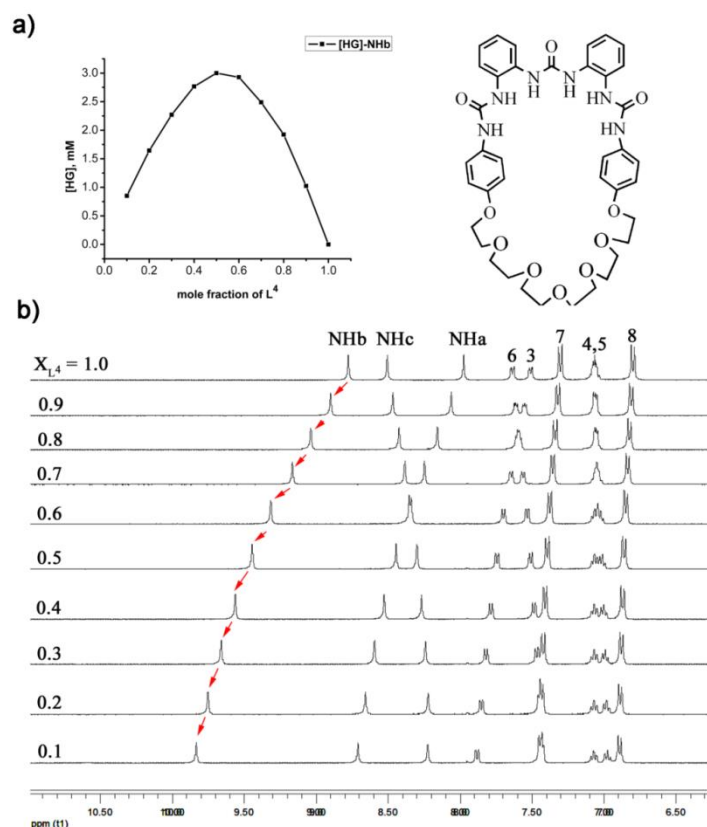 a)
[HG]-NHb
[HG], mM
3.0
2.5
2.0
1.5
1.0
0.5
0.0
0.0 0.2 0.4 0.6 0.8 1.0
mole fraction of L⁴
O
O NH N N HN O
H H
NH HN
O O
O O
O O
O
b)
NHb NHc NHa 6 3 7 4,5 8
X_L⁴ = 1.0
0.9
0.8
0.7
0.6
0.5
0.4
0.3
0.2
0.1
10.50 10.00 9.50 9.00 8.50 8.00 7.50 7.00 6.50
ppm (t1)